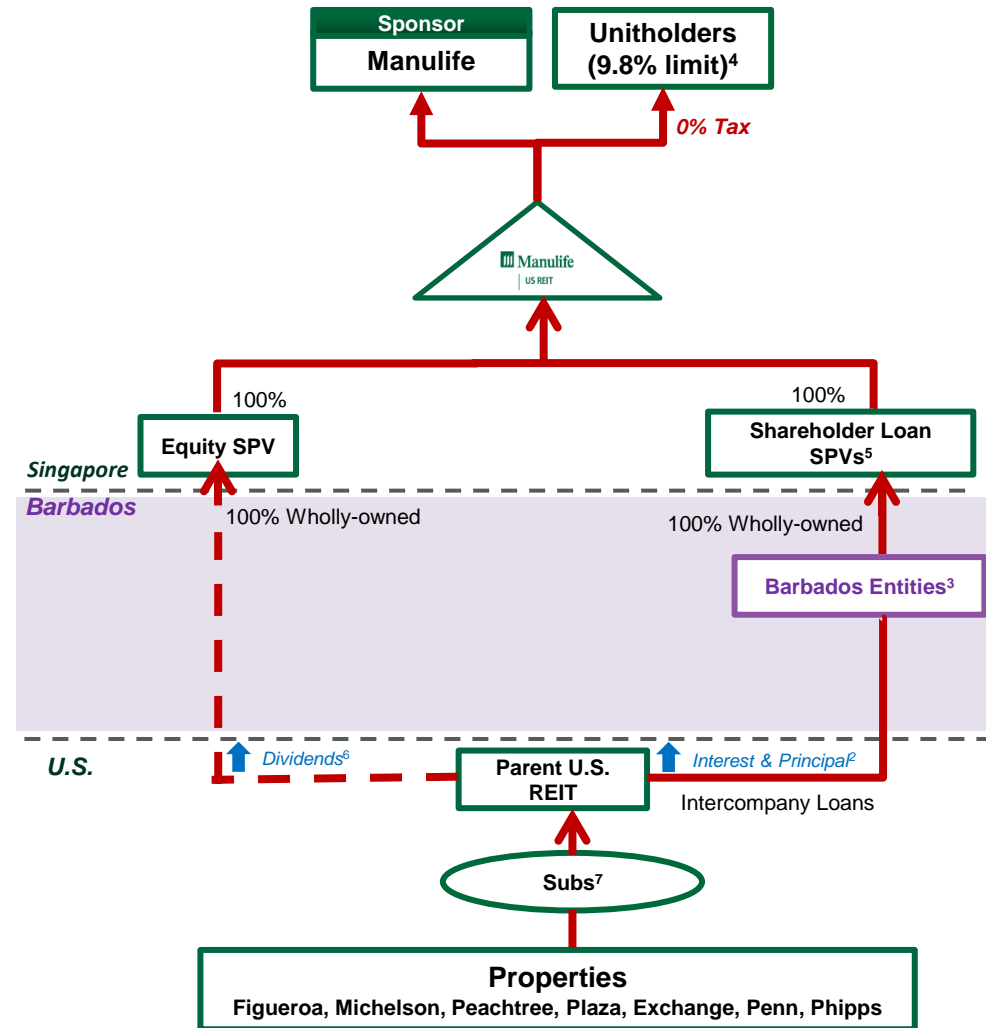 Sponsor
Manulife
Unitholders
(9.8% limit)⁴
0% Tax
Manulife
US REIT
100%
100%
Equity SPV
Shareholder Loan
SPVs⁵
Singapore
Barbados
100% Wholly-owned
100% Wholly-owned
Barbados Entities³
U.S.
Dividends⁶
Parent U.S.
REIT
Interest & Principal²
Intercompany Loans
Subs⁷
Properties
Figueroa, Michelson, Peachtree, Plaza, Exchange, Penn, Phipps